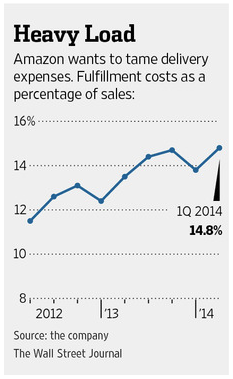 Heavy Load
Amazon wants to tame delivery
expenses. Fulfillment costs as a
percentage of sales:
16%
14
12
1Q 2014
14.8%
10
8
2012 '13 '14
Source: the company
The Wall Street Journal